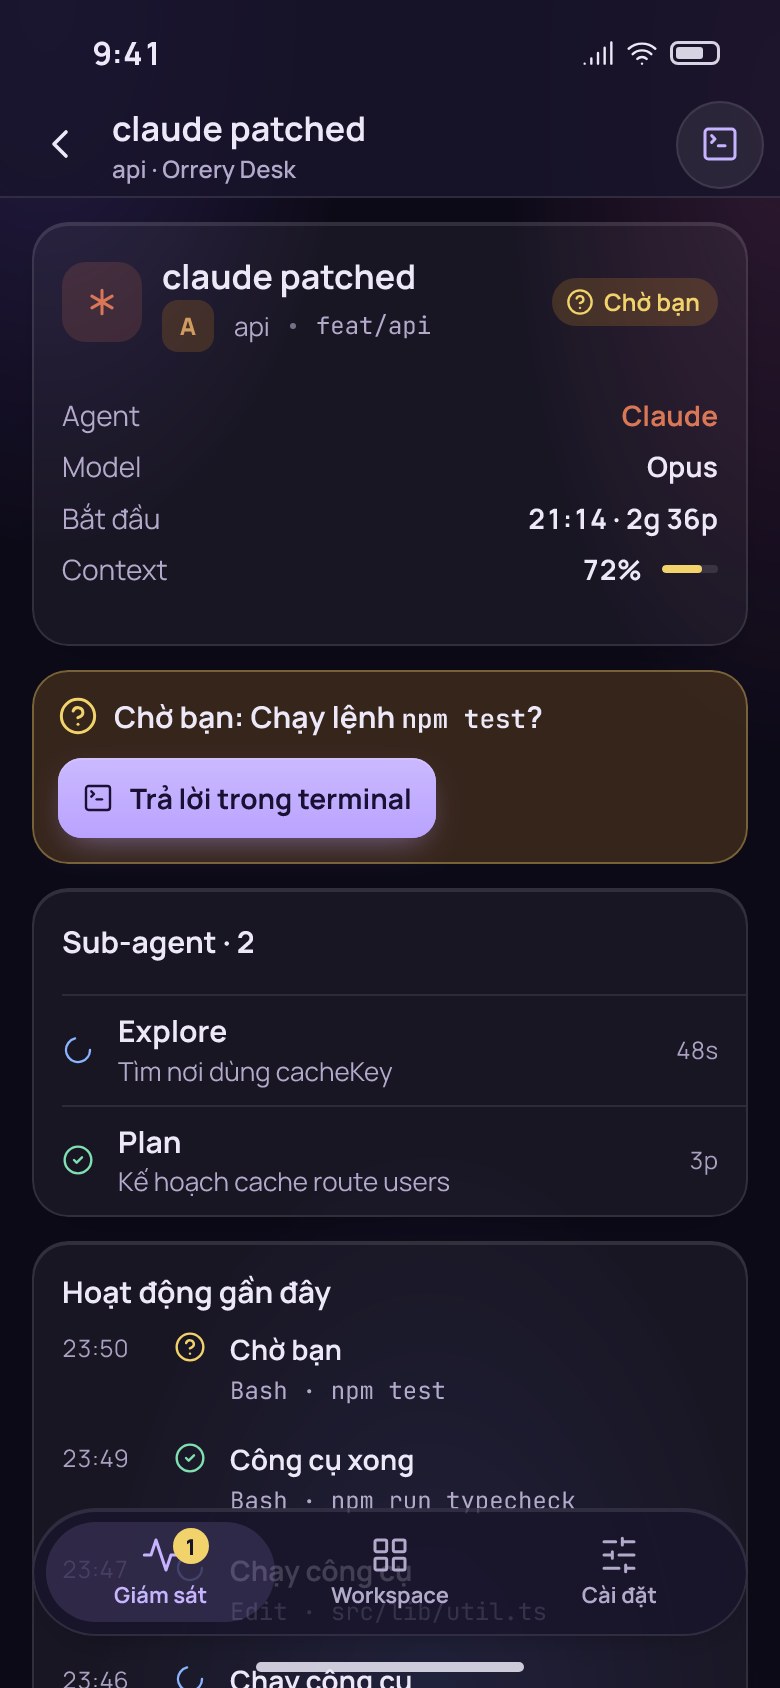 9:41
claude patched
api · Orrery Desk
claude patched
Chờ bạn
A api • feat/api
Agent Claude
Model Opus
Bắt đầu 21:14 · 2g 36p
Context 72%
Chờ bạn: Chạy lệnh npm test?
Trả lời trong terminal
Sub-agent · 2
Explore
48s
Tìm nơi dùng cacheKey
Plan
3p
Kế hoạch cache route users
Hoạt động gần đây
23:50 Chờ bạn
Bash · npm test
23:49 Công cụ xong
Bash · npm run typecheck
23:47 Chạy công cụ
Edit · src/lib/util.ts
1
Giám sát Workspace Cài đặt
23:46 Chạy công cụ